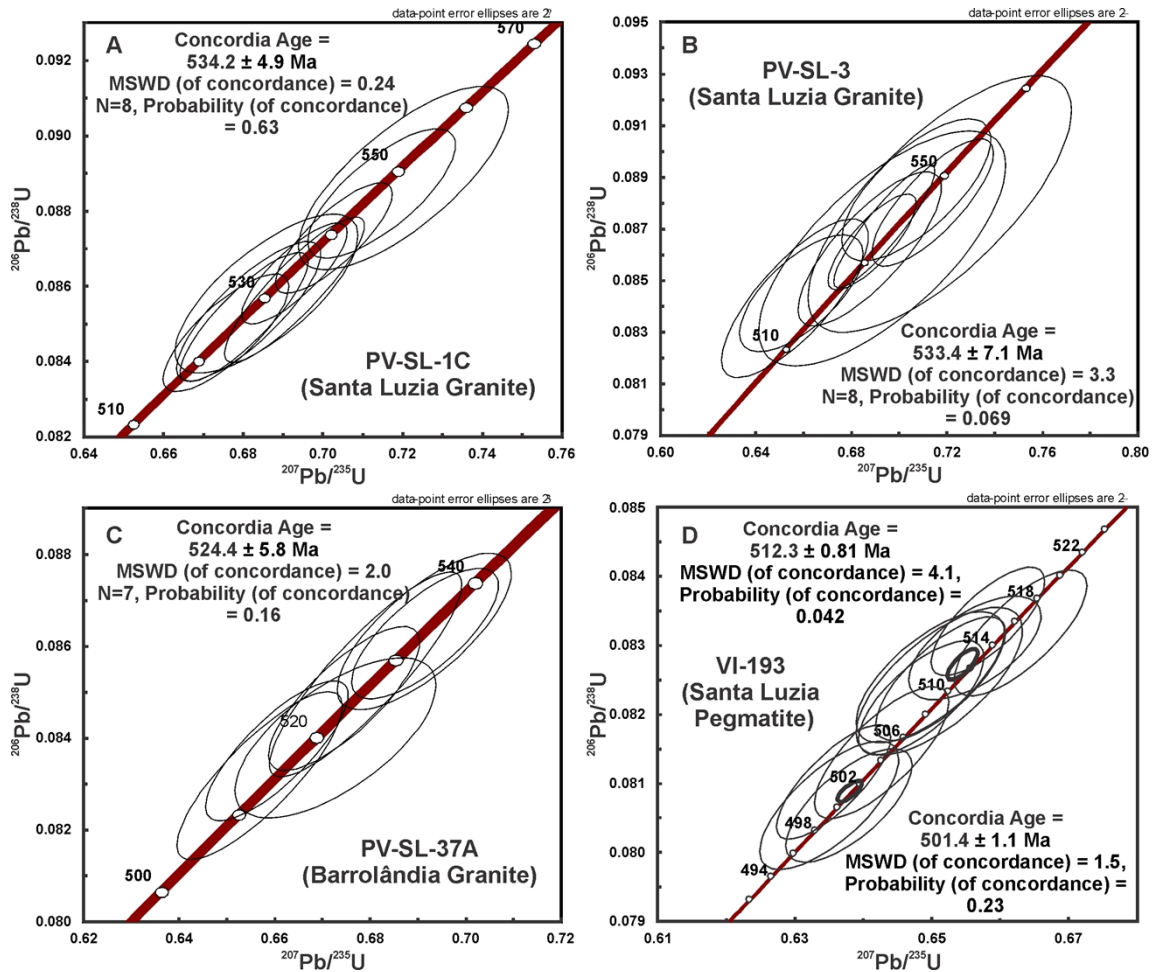 data-point error ellipses are 2?
A
Concordia Age =
534.2 ± 4.9 Ma
MSWD (of concordance) = 0.24
N=8, Probability (of concordance)
= 0.63
570
550
530
510
PV-SL-1C
(Santa Luzia Granite)
0.092
0.090
0.088
0.086
0.084
0.082
²⁰⁶Pb/²³⁸U
0.64
0.66
0.68
0.70
0.72
0.74
0.76
²⁰⁷Pb/²³⁵U
data-point error ellipses are 2-
B
PV-SL-3
(Santa Luzia Granite)
550
510
Concordia Age =
533.4 ± 7.1 Ma
MSWD (of concordance) = 3.3
N=8, Probability (of concordance)
= 0.069
0.095
0.093
0.091
0.089
0.087
0.085
0.083
0.081
0.079
²⁰⁶Pb/²³⁸U
0.60
0.64
0.68
0.72
0.76
0.80
²⁰⁷Pb/²³⁵U
data-point error ellipses are 2
C
Concordia Age =
524.4 ± 5.8 Ma
MSWD (of concordance) = 2.0
N=7, Probability (of concordance)
= 0.16
540
520
500
PV-SL-37A
(Barrolândia Granite)
0.088
0.086
0.084
0.082
0.080
²⁰⁶Pb/²³⁸U
0.62
0.64
0.66
0.68
0.70
0.72
²⁰⁷Pb/²³⁵U
data-point error ellipses are 2-
D
Concordia Age =
512.3 ± 0.81 Ma
MSWD (of concordance) = 4.1,
Probability (of concordance) =
0.042
522
518
514
510
506
502
498
494
VI-193
(Santa Luzia
Pegmatite)
Concordia Age =
501.4 ± 1.1 Ma
MSWD (of concordance) = 1.5,
Probability (of concordance) =
0.23
0.085
0.084
0.083
0.082
0.081
0.080
0.079
²⁰⁶Pb/²³⁸U
0.61
0.63
0.65
0.67
²⁰⁷Pb/²³⁵U